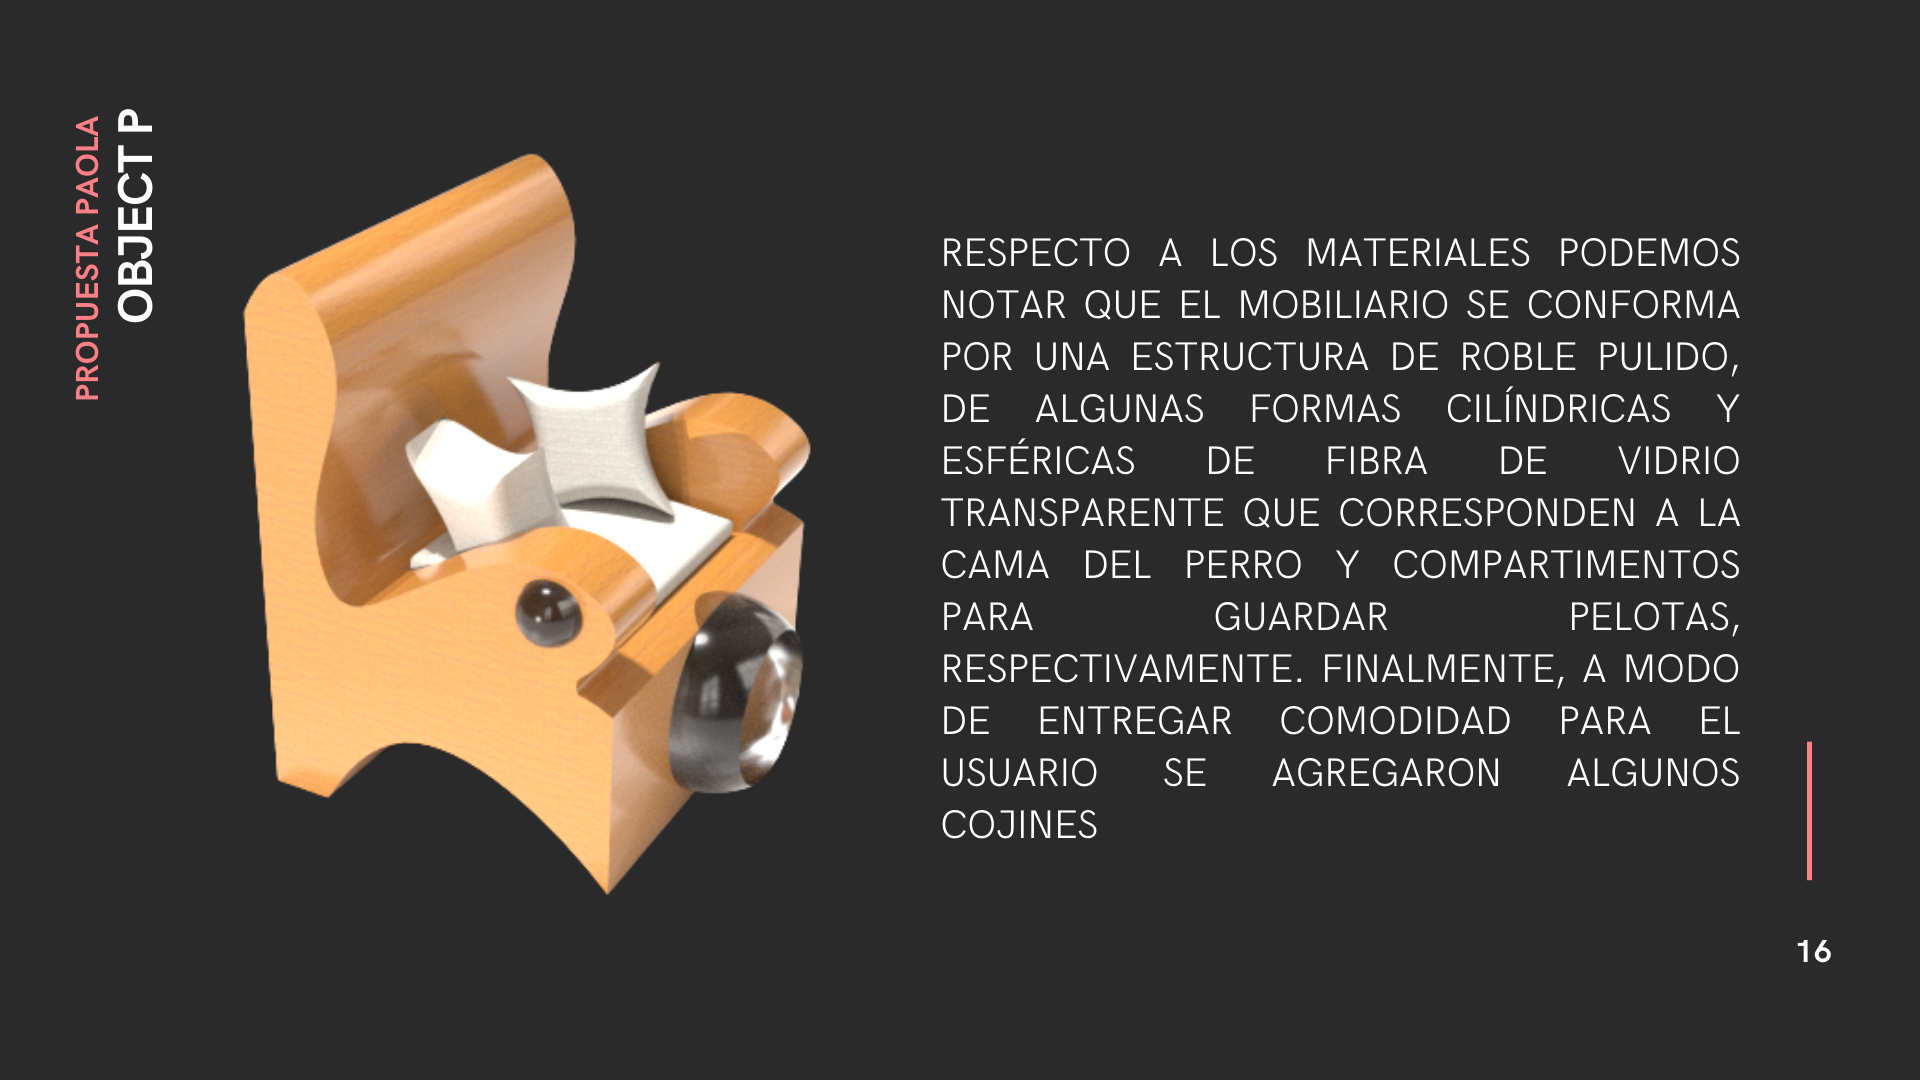 PROPUESTA PAOLA
OBJECT P
RESPECTO A LOS MATERIALES PODEMOS
NOTAR QUE EL MOBILIARIO SE CONFORMA
POR UNA ESTRUCTURA DE ROBLE PULIDO,
DE ALGUNAS FORMAS CILÍNDRICAS Y
ESFÉRICAS DE FIBRA DE VIDRIO
TRANSPARENTE QUE CORRESPONDEN A LA
CAMA DEL PERRO Y COMPARTIMENTOS
PARA GUARDAR PELOTAS,
RESPECTIVAMENTE. FINALMENTE, A MODO
DE ENTREGAR COMODIDAD PARA EL
USUARIO SE AGREGARON ALGUNOS
COJINES
16